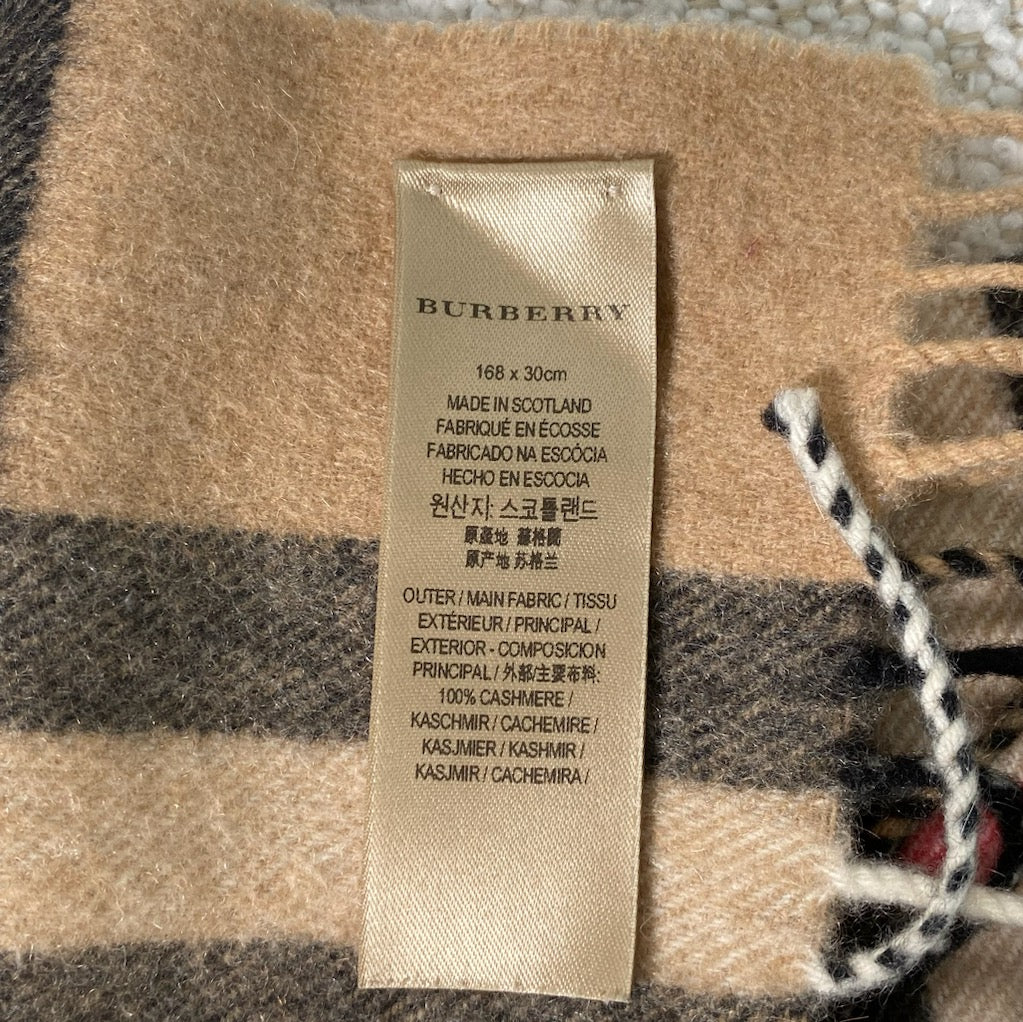 BURBERRY
168 x 30cm
MADE IN SCOTLAND
FABRIQUÉ EN ÉCOSSE
FABRICADO NA ESCÓCIA
HECHO EN ESCOCIA
원산지: 스코틀랜드
原產地 蘇格蘭
原产地 苏格兰
OUTER / MAIN FABRIC / TISSU
EXTÉRIEUR / PRINCIPAL /
EXTERIOR - COMPOSICION
PRINCIPAL / 外部/主要布料:
100% CASHMERE /
KASCHMIR / CACHEMIRE /
KASJMIER / KASHMIR /
KASJMIR / CACHEMIRA /